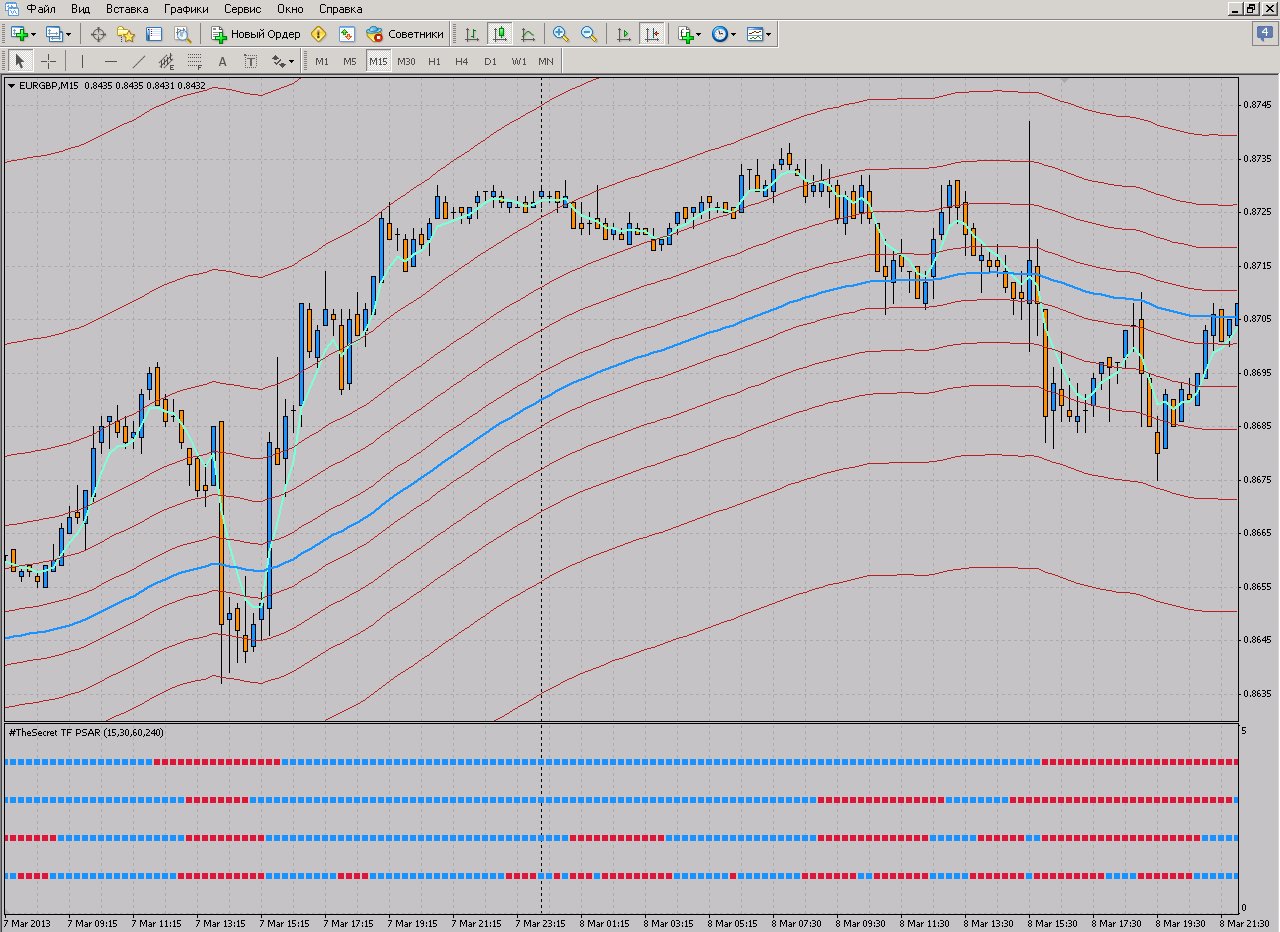 Файл Вид Вставка Графики Сервис Окно Справка
Новый Ордер Советники 4
E F A T M1 M5 M15 M30 H1 H4 D1 W1 MN
EURGBP,M15 0.8435 0.8435 0.8431 0.8432
0.8745
0.8735
0.8725
0.8715
0.8705
0.8695
0.8685
0.8675
0.8665
0.8655
0.8645
0.8635
#TheSecret TF PSAR (15,30,60,240)
5
0
7 Mar 2013 7 Mar 09:15 7 Mar 11:15 7 Mar 13:15 7 Mar 15:15 7 Mar 17:15 7 Mar 19:15 7 Mar 21:15 7 Mar 23:15 8 Mar 01:15 8 Mar 03:15 8 Mar 05:15 8 Mar 07:30 8 Mar 09:30 8 Mar 11:30 8 Mar 13:30 8 Mar 15:30 8 Mar 17:30 8 Mar 19:30 8 Mar 21:30